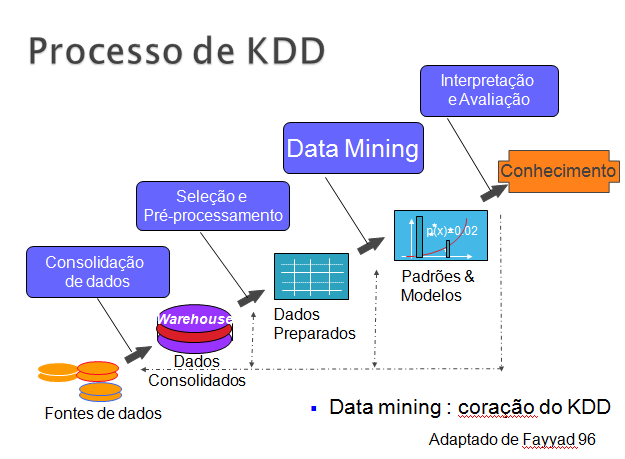 Processo de KDD
Interpretação
e Avaliação
Data Mining
Conhecimento
Seleção e
Pré-processamento
p(x)=0.02
Consolidação
de dados
Padrões &
Modelos
Warehouse
Dados
Preparados
Dados
Consolidados
Fontes de dados
Data mining : coração do KDD
Adaptado de Fayyad 96